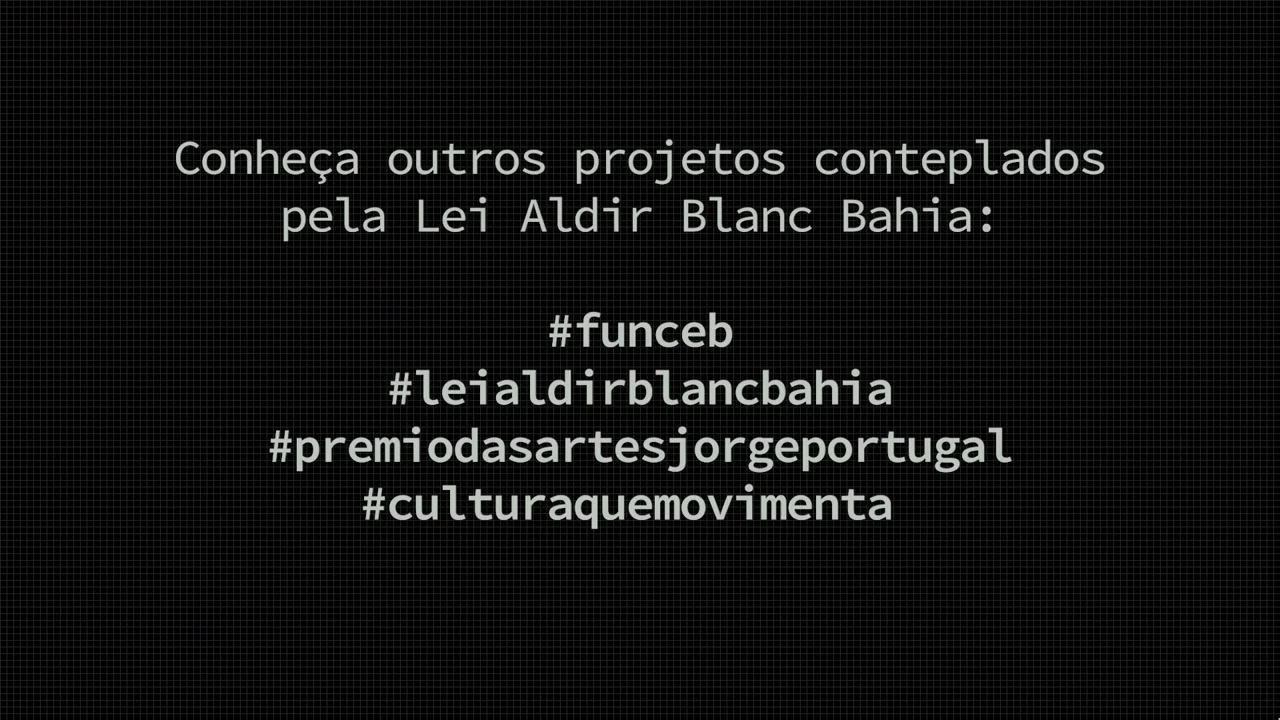 Conheça outros projetos conteplados
pela Lei Aldir Blanc Bahia:
#funceb
#leialdirblancbahia
#premiodasartesjorgeportugal
#culturaquemovimenta